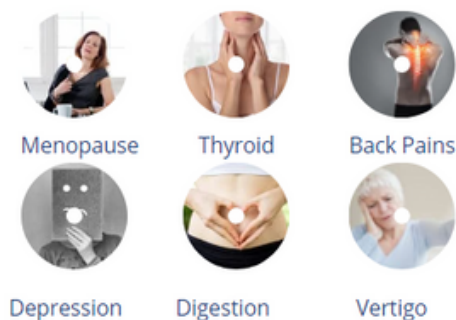 Menopause Thyroid Back Pains
Depression Digestion Vertigo